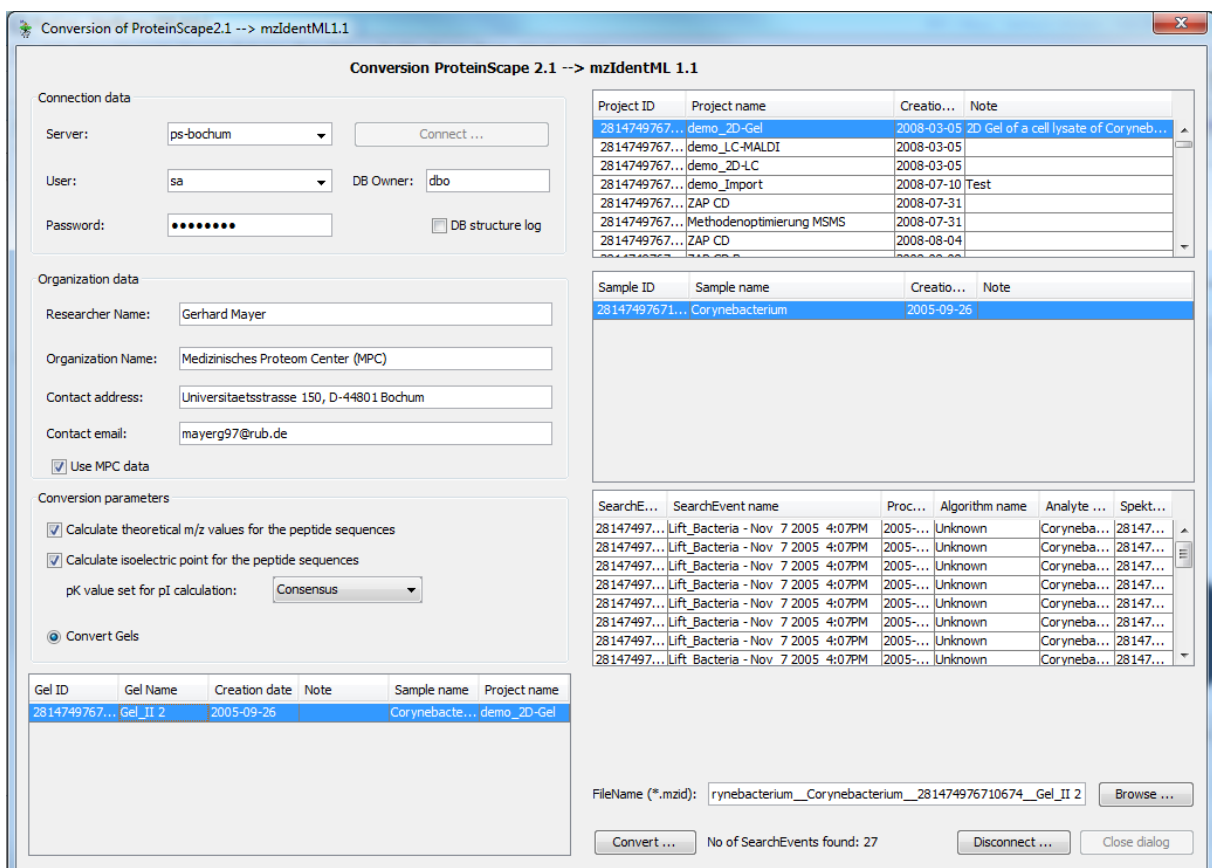 Conversion of ProteinScape2.1 --> mzIdentML1.1
Conversion ProteinScape 2.1 --> mzIdentML 1.1
Connection data
Server: ps-bochum Connect ...
User: sa DB Owner: dbo
Password: •••••••• DB structure log
Organization data
Researcher Name: Gerhard Mayer
Organization Name: Medizinisches Proteom Center (MPC)
Contact address: Universitaetsstrasse 150, D-44801 Bochum
Contact email: mayerg97@rub.de
Use MPC data
Conversion parameters
Calculate theoretical m/z values for the peptide sequences
Calculate isoelectric point for the peptide sequences
pK value set for pI calculation: Consensus
Convert Gels
Gel ID Gel Name Creation date Note Sample name Project name
2814749767... Gel_II 2 2005-09-26 Corynebacte... demo_2D-Gel
Project ID Project name Creatio... Note
2814749767... demo_2D-Gel 2008-03-05 2D Gel of a cell lysate of Coryneb...
2814749767... demo_LC-MALDI 2008-03-05
2814749767... demo_2D-LC 2008-03-05
2814749767... demo_Import 2008-07-10 Test
2814749767... ZAP CD 2008-07-31
2814749767... Methodenoptimierung MSMS 2008-07-31
2814749767... ZAP CD 2008-08-04
Sample ID Sample name Creatio... Note
28147497671... Corynebacterium 2005-09-26
SearchE... SearchEvent name Proc... Algorithm name Analyte ... Spekt...
28147497... Lift_Bacteria - Nov 7 2005 4:07PM 2005-... Unknown Coryneba... 28147...
28147497... Lift_Bacteria - Nov 7 2005 4:07PM 2005-... Unknown Coryneba... 28147...
28147497... Lift_Bacteria - Nov 7 2005 4:07PM 2005-... Unknown Coryneba... 28147...
28147497... Lift_Bacteria - Nov 7 2005 4:07PM 2005-... Unknown Coryneba... 28147...
28147497... Lift_Bacteria - Nov 7 2005 4:07PM 2005-... Unknown Coryneba... 28147...
28147497... Lift_Bacteria - Nov 7 2005 4:07PM 2005-... Unknown Coryneba... 28147...
28147497... Lift_Bacteria - Nov 7 2005 4:07PM 2005-... Unknown Coryneba... 28147...
28147497... Lift_Bacteria - Nov 7 2005 4:07PM 2005-... Unknown Coryneba... 28147...
FileName (*.mzid): rynebacterium__Corynebacterium__281474976710674__Gel_II 2 Browse ...
Convert ... No of SearchEvents found: 27 Disconnect ... Close dialog